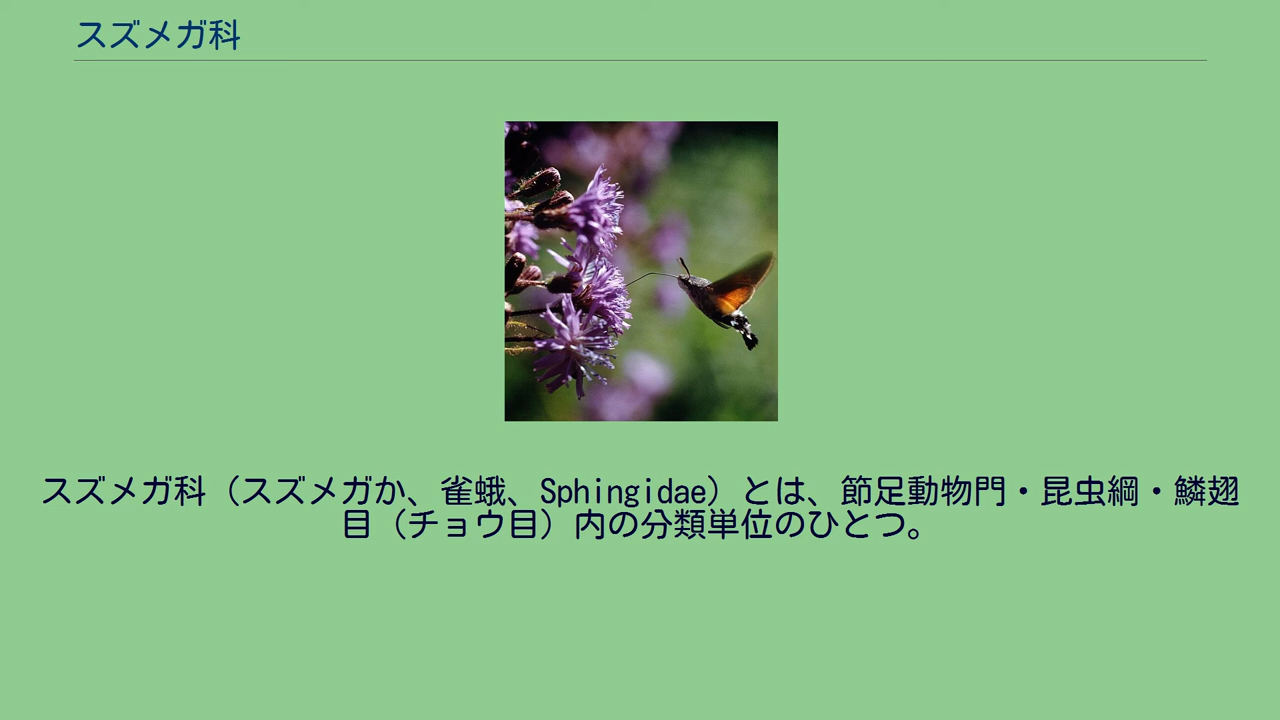 スズメガ科
スズメガ科（スズメガか、雀蛾、Sphingidae）とは、節足動物門・昆虫綱・鱗翅
目（チョウ目）内の分類単位のひとつ。